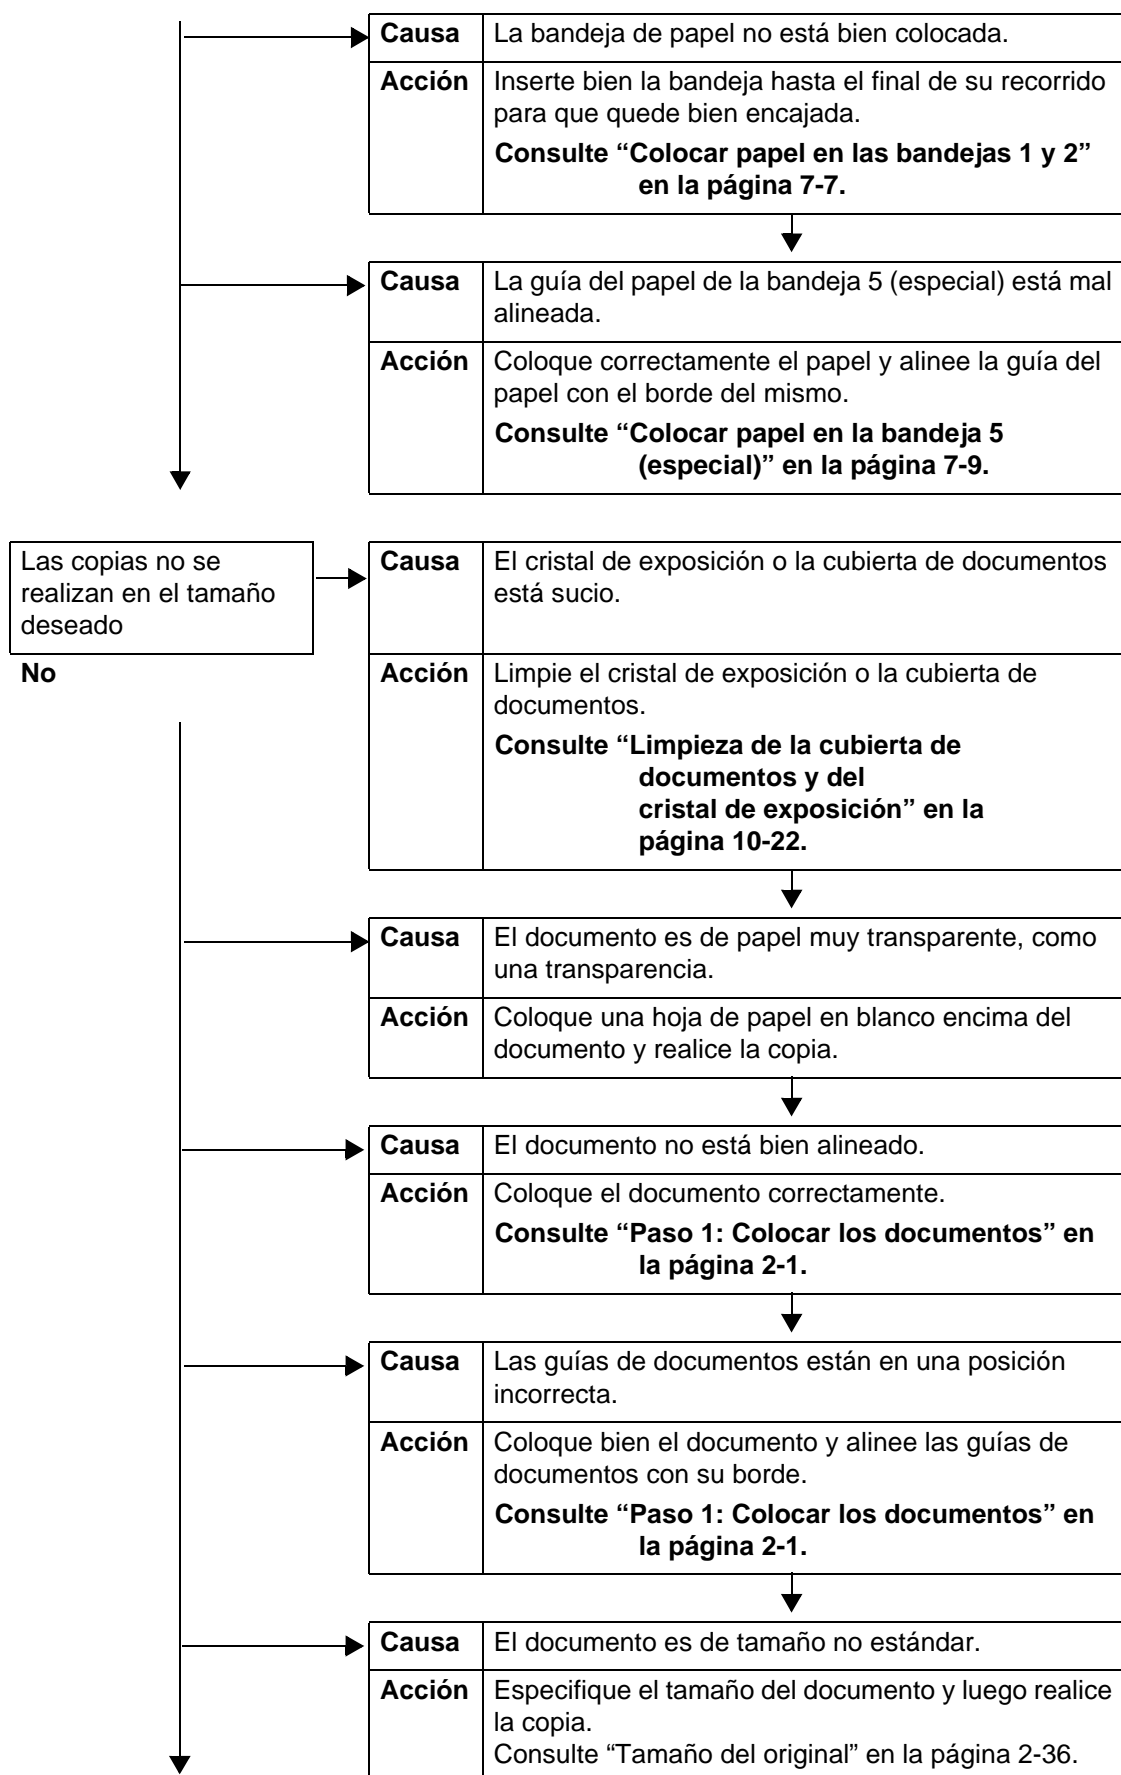 Causa La bandeja de papel no está bien colocada.
Acción Inserte bien la bandeja hasta el final de su recorrido
para que quede bien encajada.
Consulte “Colocar papel en las bandejas 1 y 2”
en la página 7-7.
Causa La guía del papel de la bandeja 5 (especial) está mal
alineada.
Acción Coloque correctamente el papel y alinee la guía del
papel con el borde del mismo.
Consulte “Colocar papel en la bandeja 5
(especial)” en la página 7-9.
Las copias no se
realizan en el tamaño
deseado
No
Causa El cristal de exposición o la cubierta de documentos
está sucio.
Acción Limpie el cristal de exposición o la cubierta de
documentos.
Consulte “Limpieza de la cubierta de
documentos y del
cristal de exposición” en la
página 10-22.
Causa El documento es de papel muy transparente, como
una transparencia.
Acción Coloque una hoja de papel en blanco encima del
documento y realice la copia.
Causa El documento no está bien alineado.
Acción Coloque el documento correctamente.
Consulte “Paso 1: Colocar los documentos” en
la página 2-1.
Causa Las guías de documentos están en una posición
incorrecta.
Acción Coloque bien el documento y alinee las guías de
documentos con su borde.
Consulte “Paso 1: Colocar los documentos” en
la página 2-1.
Causa El documento es de tamaño no estándar.
Acción Especifique el tamaño del documento y luego realice
la copia.
Consulte “Tamaño del original” en la página 2-36.